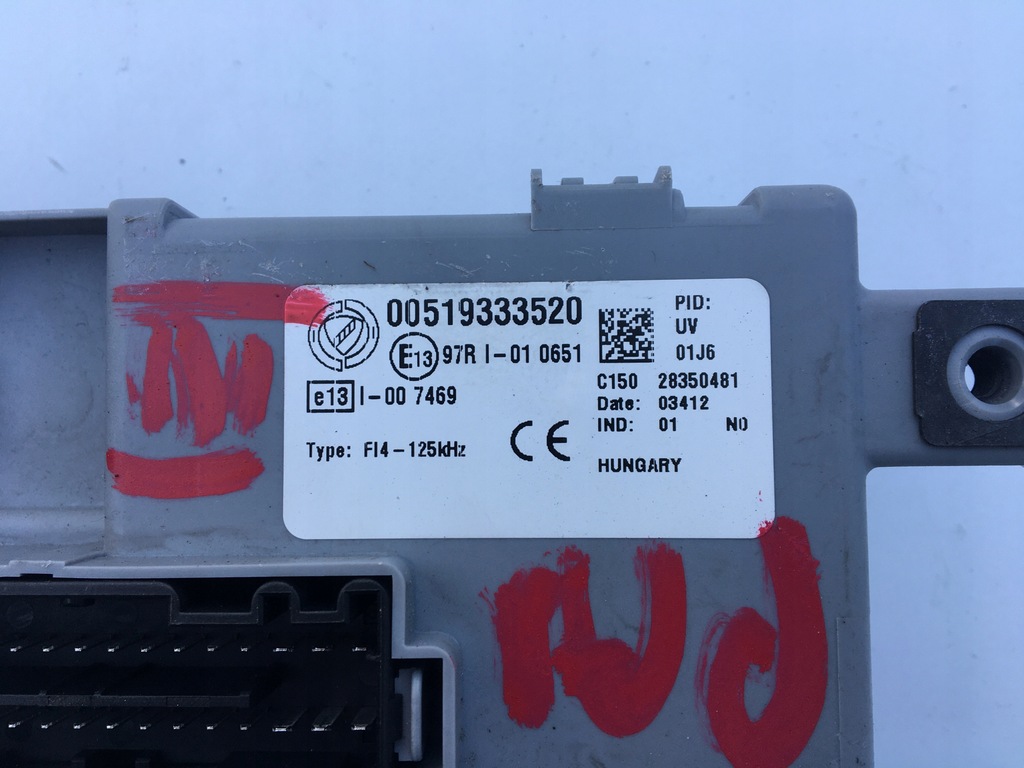 00519333520
E13 97R I-01 0651
e13 I-00 7469
Type: FI4-125kHz
CE
PID:
UV
01J6
C150 28350481
Date: 03412
IND: 01 N0
HUNGARY